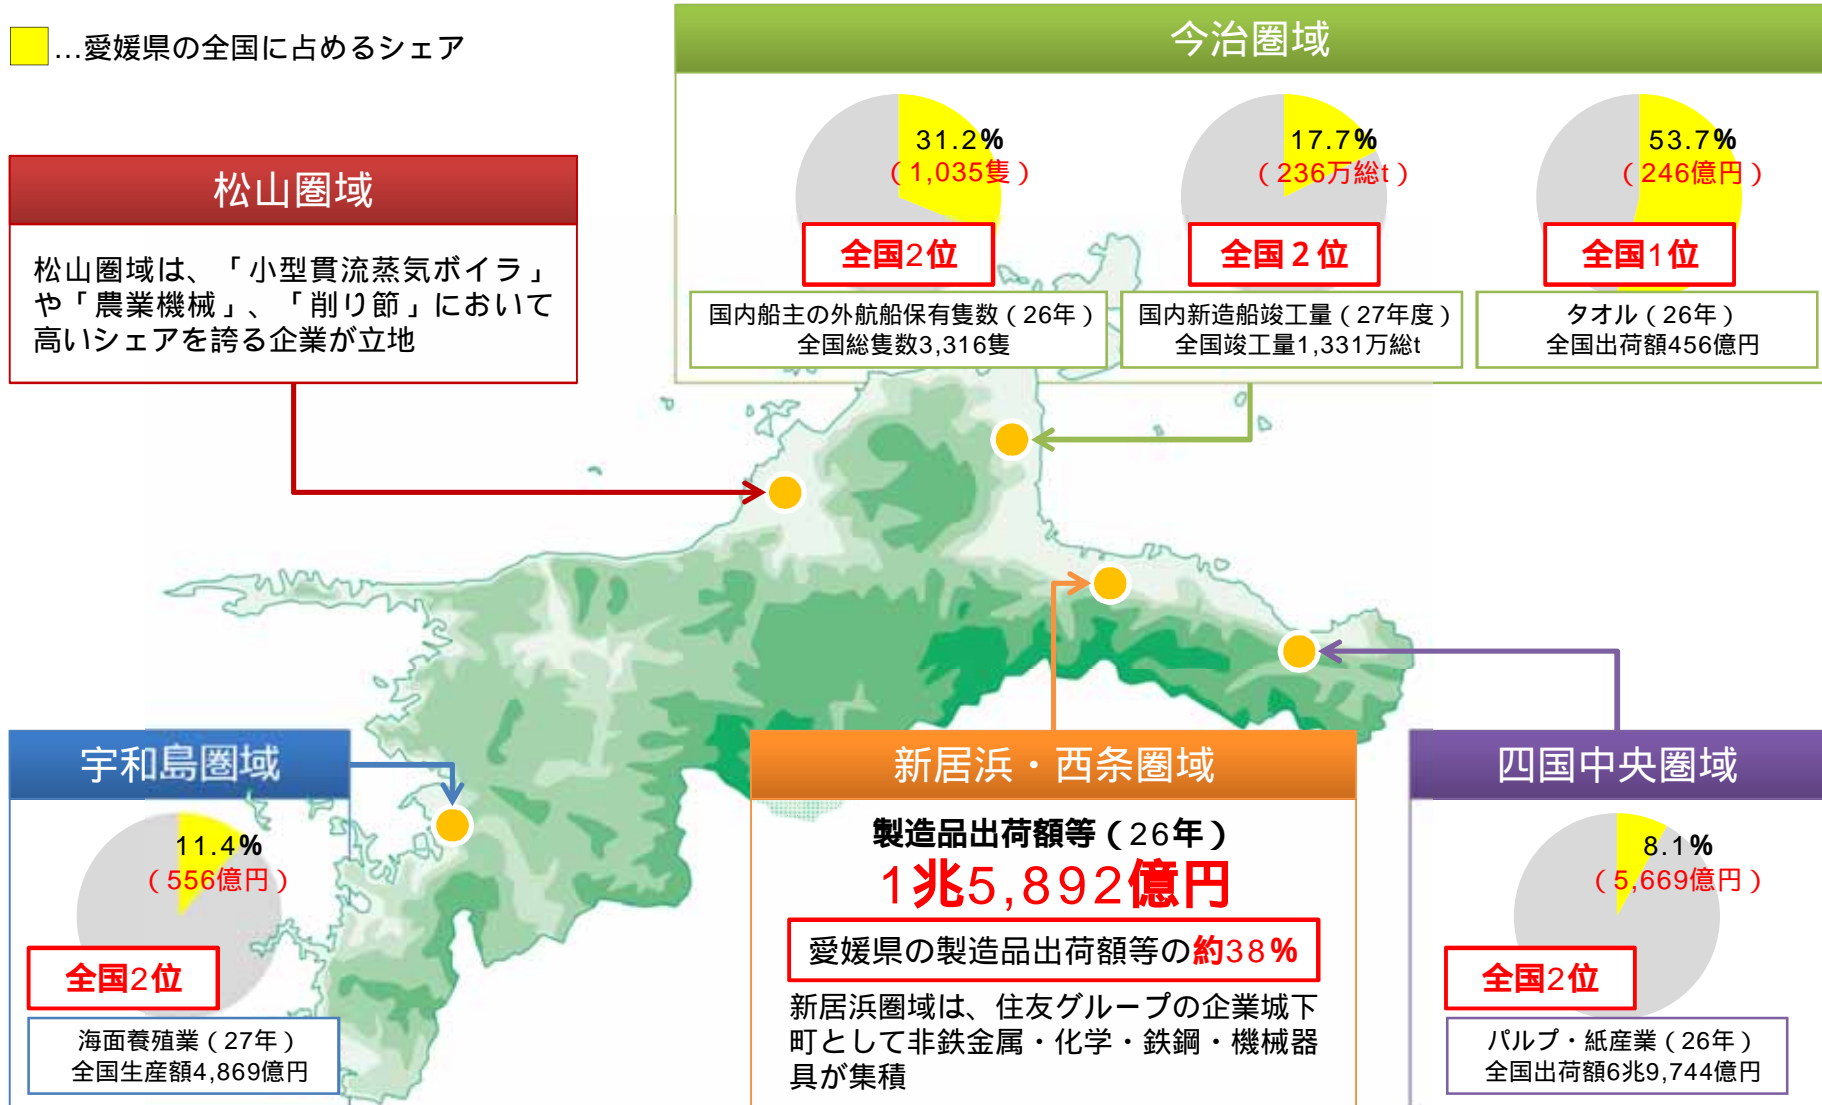 …愛媛県の全国に占めるシェア
今治圏域
31.2%
（1,035隻）
全国2位
国内船主の外航船保有隻数（26年）
全国総隻数3,316隻
17.7%
（236万総t）
全国２位
国内新造船竣工量（27年度）
全国竣工量1,331万総t
53.7%
（246億円）
全国1位
タオル（26年）
全国出荷額456億円
松山圏域
松山圏域は、「小型貫流蒸気ボイラ」
や「農業機械」、「削り節」において
高いシェアを誇る企業が立地
宇和島圏域
11.4%
（556億円）
全国2位
海面養殖業（27年）
全国生産額4,869億円
新居浜・西条圏域
製造品出荷額等（26年）
1兆5,892億円
愛媛県の製造品出荷額等の約38%
新居浜圏域は、住友グループの企業城下
町として非鉄金属・化学・鉄鋼・機械器
具が集積
四国中央圏域
8.1%
（5,669億円）
全国2位
パルプ・紙産業（26年）
全国出荷額6兆9,744億円